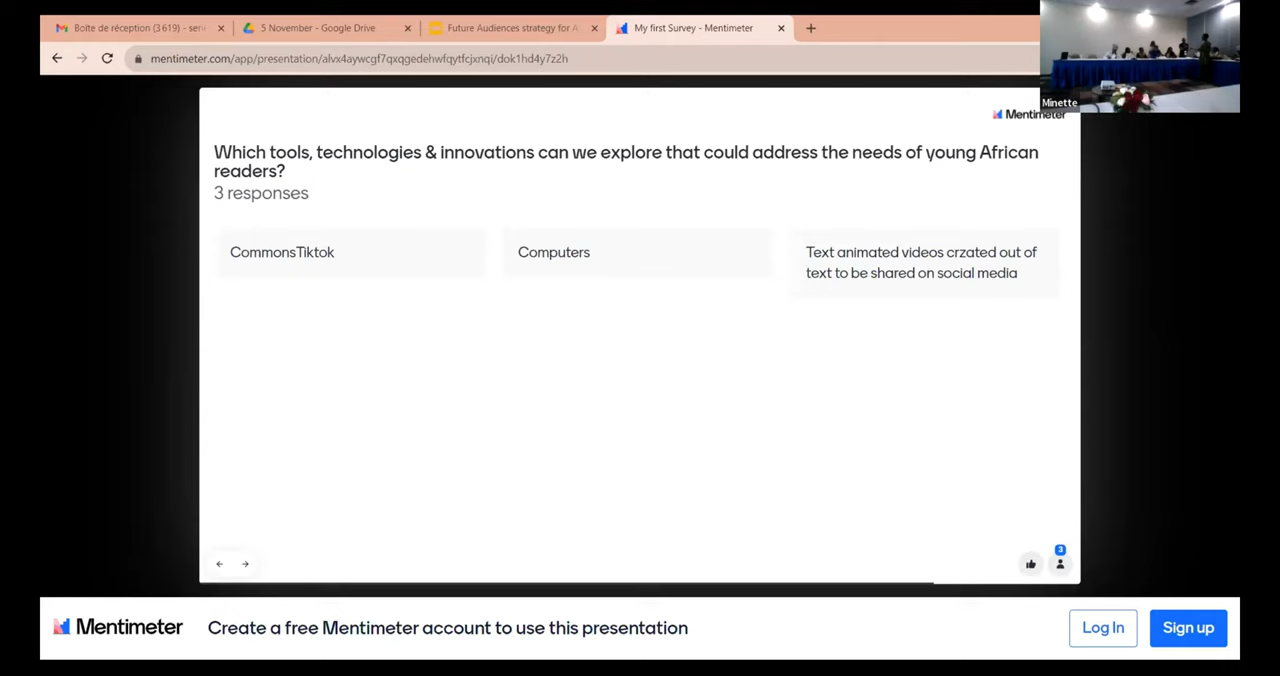 Boîte de réception (3 619) - sen
5 November - Google Drive
Future Audiences strategy for A
My first Survey - Mentimeter
mentimeter.com/app/presentation/alvx4aywcgf7qxqgedehwfqytfcjxnqi/dok1hd4y7z2h
Minette
Mentimeter
Which tools, technologies & innovations can we explore that could address the needs of young African
readers?
3 responses
CommonsTiktok
Computers
Text animated videos crzated out of
text to be shared on social media
3
Mentimeter
Create a free Mentimeter account to use this presentation
Log In
Sign up